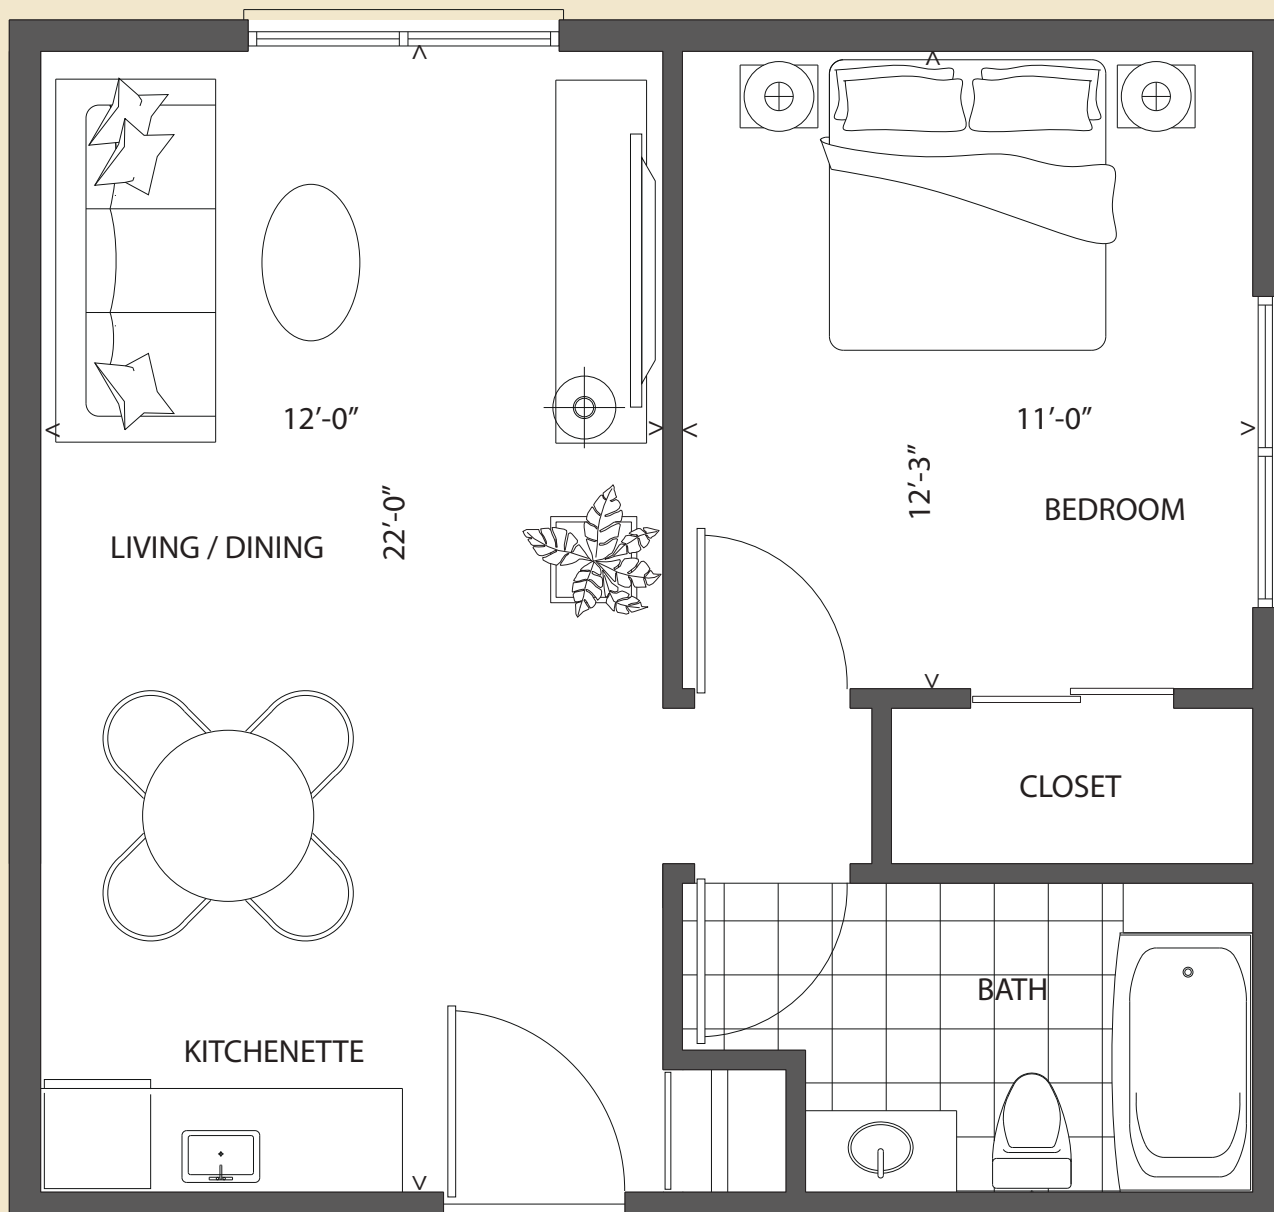 12’-0”
11’-0”
12’-3”
22’-0”
BEDROOM
LIVING / DINING
CLOSET
BATH
KITCHENETTE